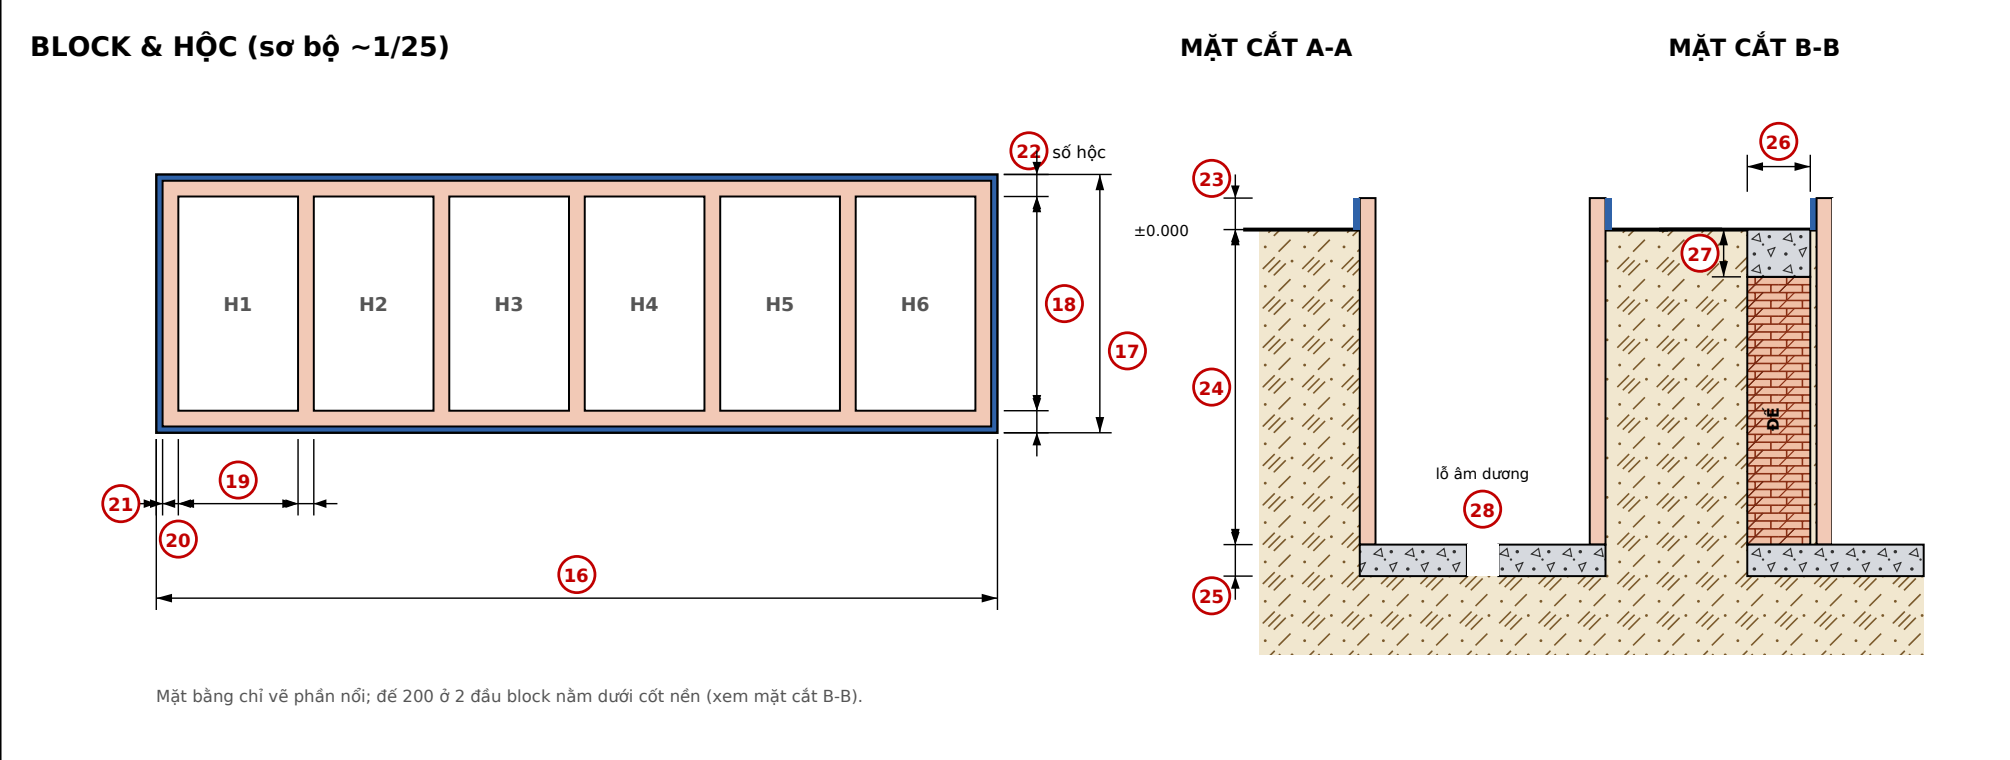 BLOCK & HỘC (sơ bộ ~1/25)
MẶT CẮT A-A
MẶT CẮT B-B
22 số hộc
26
23
±0.000
27
H1 H2 H3 H4 H5 H6
18
17
24
ĐẾ
lỗ âm dương
28
19
21
20
16
25
Mặt bằng chỉ vẽ phần nổi; đế 200 ở 2 đầu block nằm dưới cốt nền (xem mặt cắt B-B).